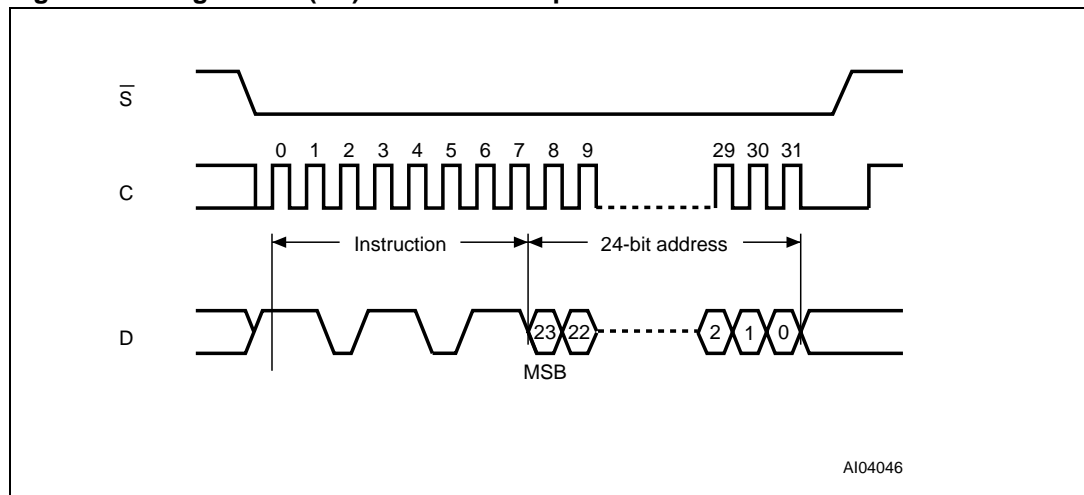 S
0 1 2 3 4 5 6 7 8 9 29 30 31
C
Instruction 24-bit address
D 23 22 2 1 0
MSB
AI04046